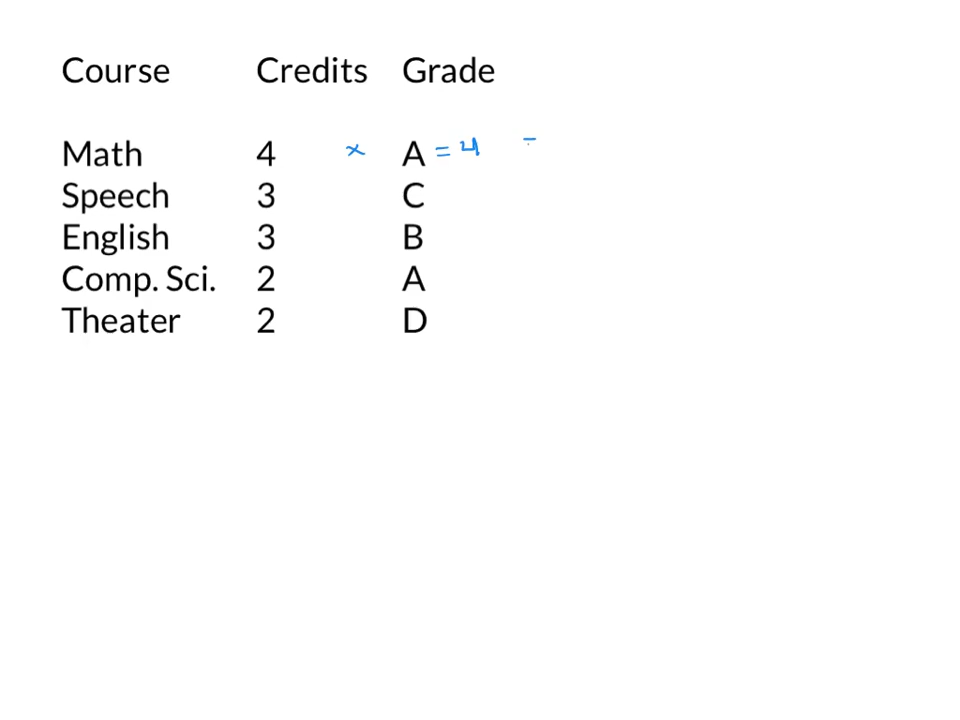 Course Credits Grade
Math 4 × A = 4 =
Speech 3 C
English 3 B
Comp. Sci. 2 A
Theater 2 D